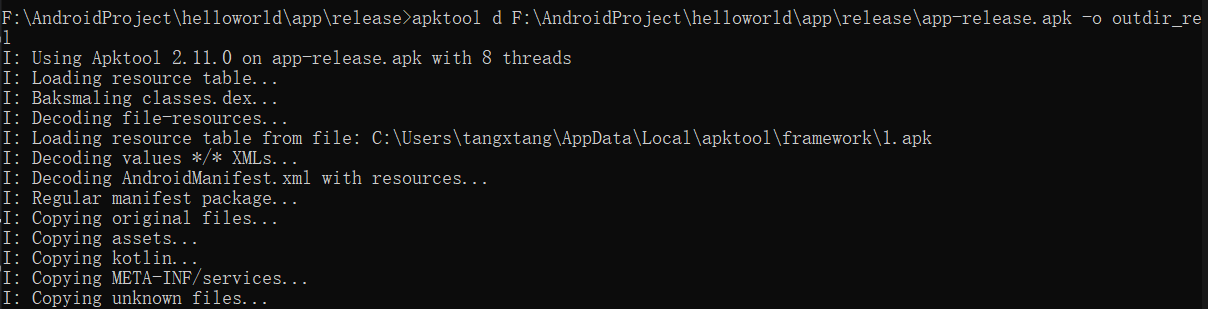 F:\AndroidProject\helloworld\app\release>apktool d F:\AndroidProject\helloworld\app\release\app-release.apk -o outdir_re
l
I: Using Apktool 2.11.0 on app-release.apk with 8 threads
I: Loading resource table...
I: Baksmaling classes.dex...
I: Decoding file-resources...
I: Loading resource table from file: C:\Users\tangxtang\AppData\Local\apktool\framework\1.apk
I: Decoding values */* XMLs...
I: Decoding AndroidManifest.xml with resources...
I: Regular manifest package...
I: Copying original files...
I: Copying assets...
I: Copying kotlin...
I: Copying META-INF/services...
I: Copying unknown files...